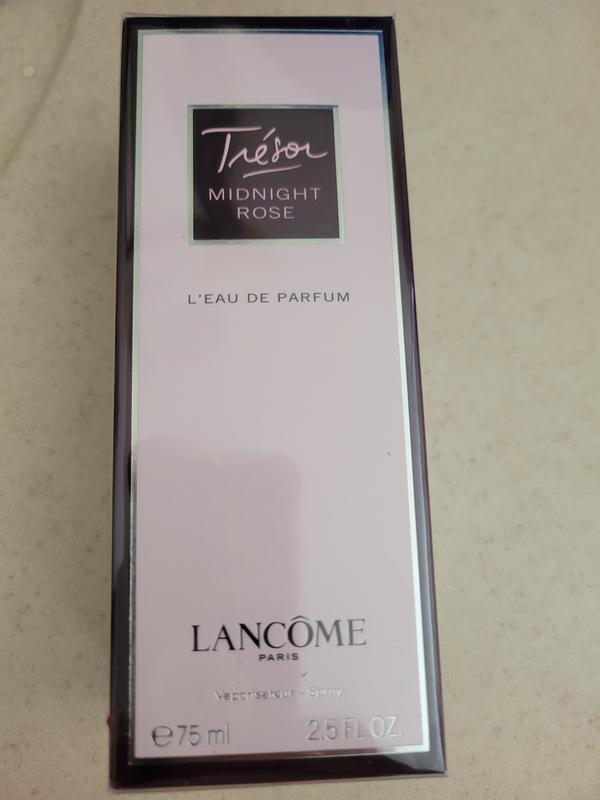 Trésor
MIDNIGHT
ROSE
L'EAU DE PARFUM
LANCÔME
PARIS
Vaporisateur - Spray
℮75 ml 2.5 FL.OZ.